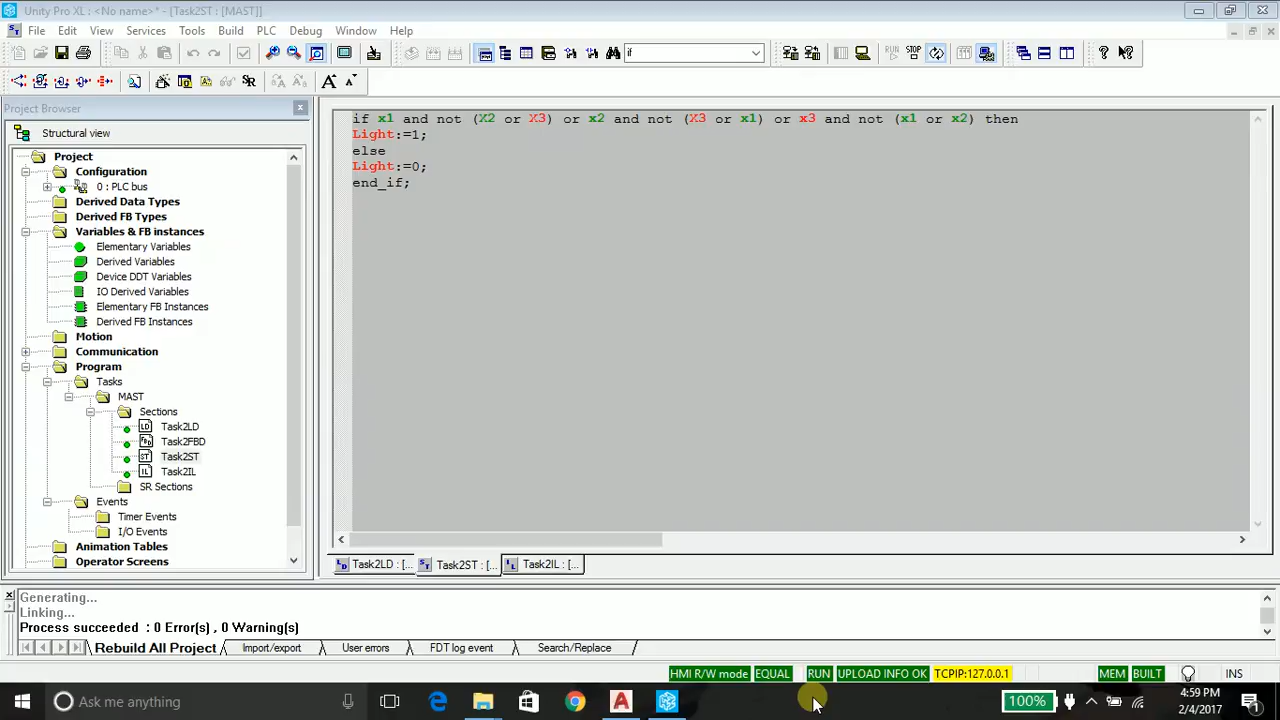 Unity Pro XL : <No name>* - [Task2ST : [MAST]]
File Edit View Services Tools Build PLC Debug Window Help
if
Project Browser
Structural view
Project
Configuration
0 : PLC bus
Derived Data Types
Derived FB Types
Variables & FB instances
Elementary Variables
Derived Variables
Device DDT Variables
IO Derived Variables
Elementary FB Instances
Derived FB Instances
Motion
Communication
Program
Tasks
MAST
Sections
Task2LD
Task2FBD
Task2ST
Task2IL
SR Sections
Events
Timer Events
I/O Events
Animation Tables
Operator Screens
if x1 and not (X2 or X3) or x2 and not (X3 or x1) or x3 and not (x1 or x2) then
Light:=1;
else
Light:=0;
end_if;
Task2LD : [... Task2ST : [... Task2IL : [...
Generating...
Linking...
Process succeeded : 0 Error(s) , 0 Warning(s)
Rebuild All Project Import/export User errors FDT log event Search/Replace
HMI R/W mode EQUAL RUN UPLOAD INFO OK TCPIP:127.0.0.1 MEM BUILT INS
Ask me anything 100% 4:59 PM
2/4/2017